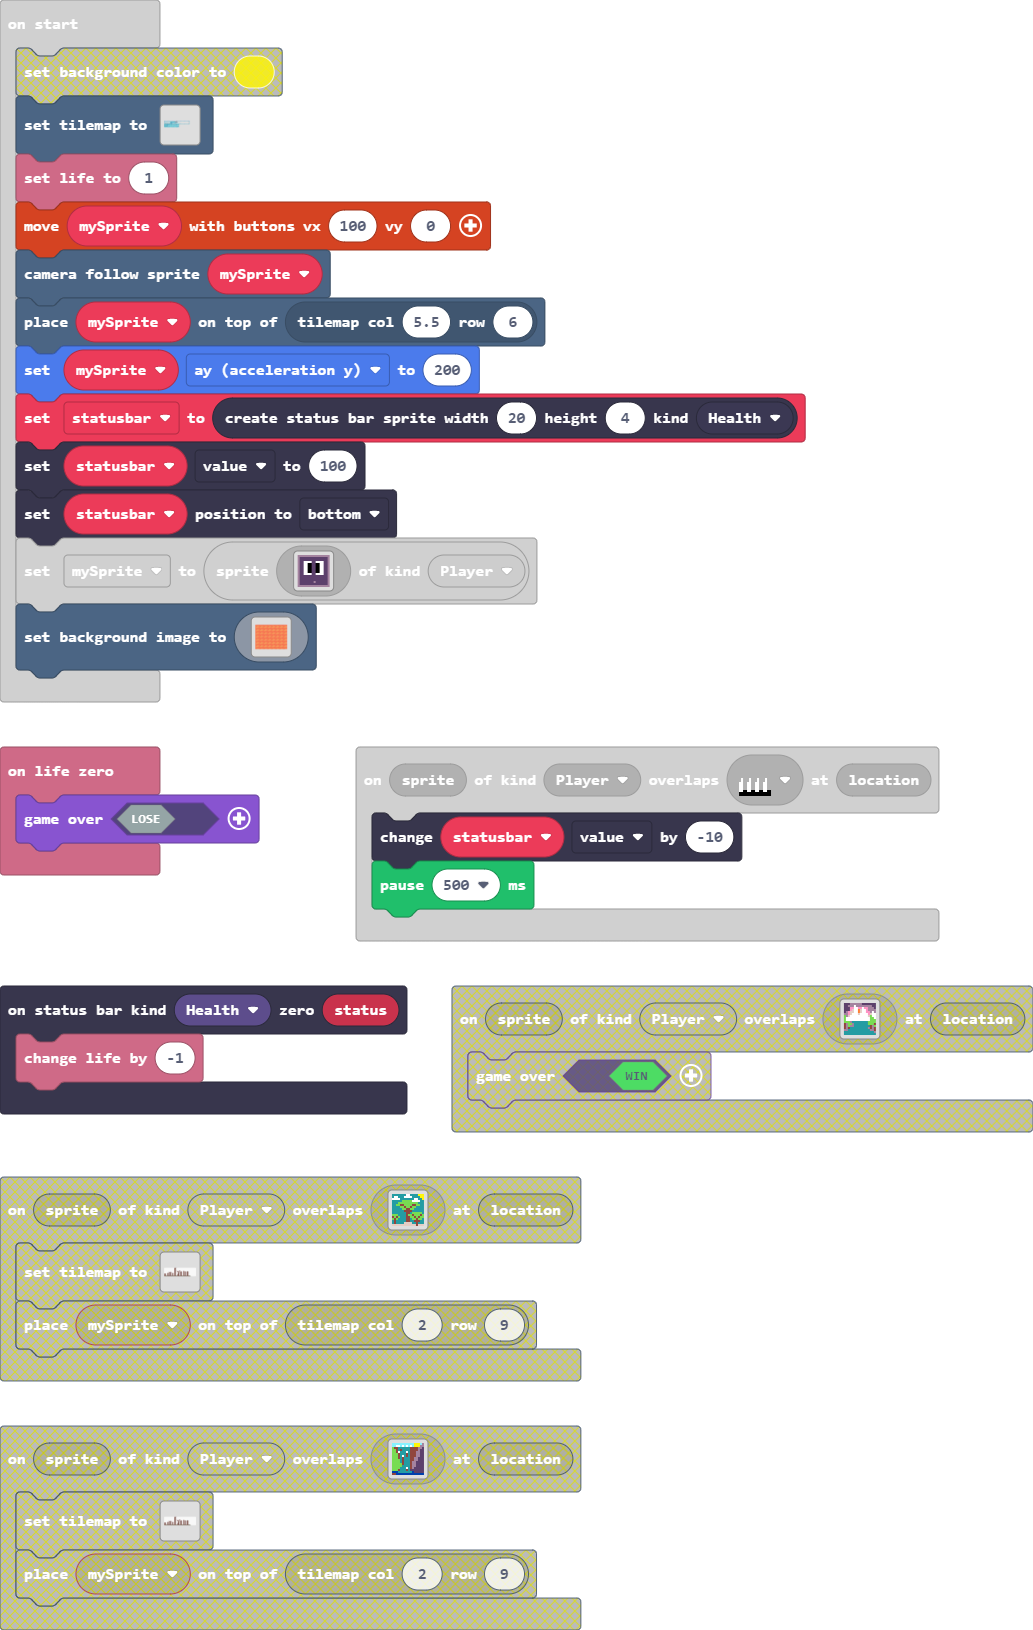 on start
set background color to
set tilemap to
set life to 1
move mySprite with buttons vx 100 vy 0
camera follow sprite mySprite
place mySprite on top of tilemap col 5.5 row 6
set mySprite ay (acceleration y) to 200
set statusbar to create status bar sprite width 20 height 4 kind Health
set statusbar value to 100
set statusbar position to bottom
set mySprite to sprite of kind Player
set background image to
on life zero
game over LOSE
on sprite of kind Player overlaps at location
change statusbar value by -10
pause 500 ms
on status bar kind Health zero status
change life by -1
on sprite of kind Player overlaps at location
game over WIN
on sprite of kind Player overlaps at location
set tilemap to
place mySprite on top of tilemap col 2 row 9
on sprite of kind Player overlaps at location
set tilemap to
place mySprite on top of tilemap col 2 row 9